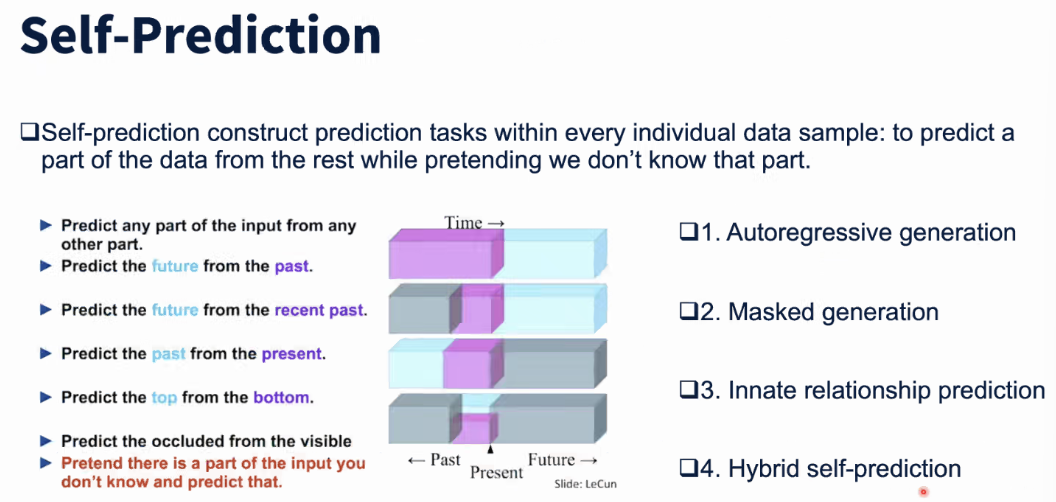 Self-Prediction
❑Self-prediction construct prediction tasks within every individual data sample: to predict a
part of the data from the rest while pretending we don’t know that part.
► Predict any part of the input from any
other part.
► Predict the future from the past.
► Predict the future from the recent past.
► Predict the past from the present.
► Predict the top from the bottom.
► Predict the occluded from the visible
► Pretend there is a part of the input you
don’t know and predict that.
Time →
← Past
Present
Future →
Slide: LeCun
❑1. Autoregressive generation
❑2. Masked generation
❑3. Innate relationship prediction
❑4. Hybrid self-prediction